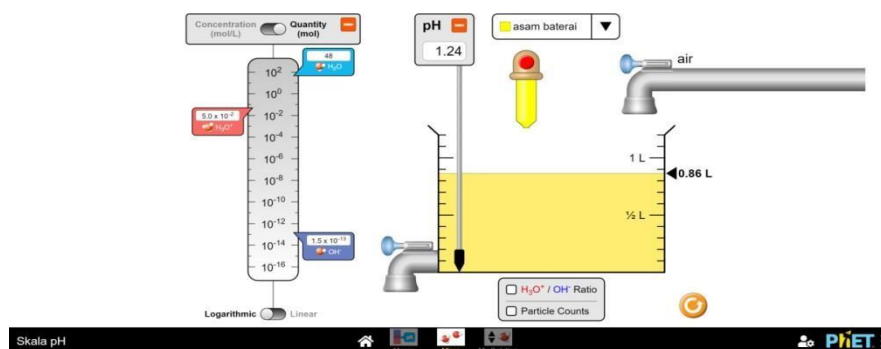 Concentration
(mol/L)
Quantity
(mol)
48
H₂O
10²
10⁰
10⁻²
10⁻⁴
10⁻⁶
10⁻⁸
10⁻¹⁰
10⁻¹²
10⁻¹⁴
10⁻¹⁶
5.0 x 10⁻²
H₃O⁺
1.5 x 10⁻¹³
OH⁻
Logarithmic
Linear
pH
1.24
asam baterai
air
1 L
0.86 L
½ L
H₃O⁺ / OH⁻ Ratio
Particle Counts
Skala pH
PhET